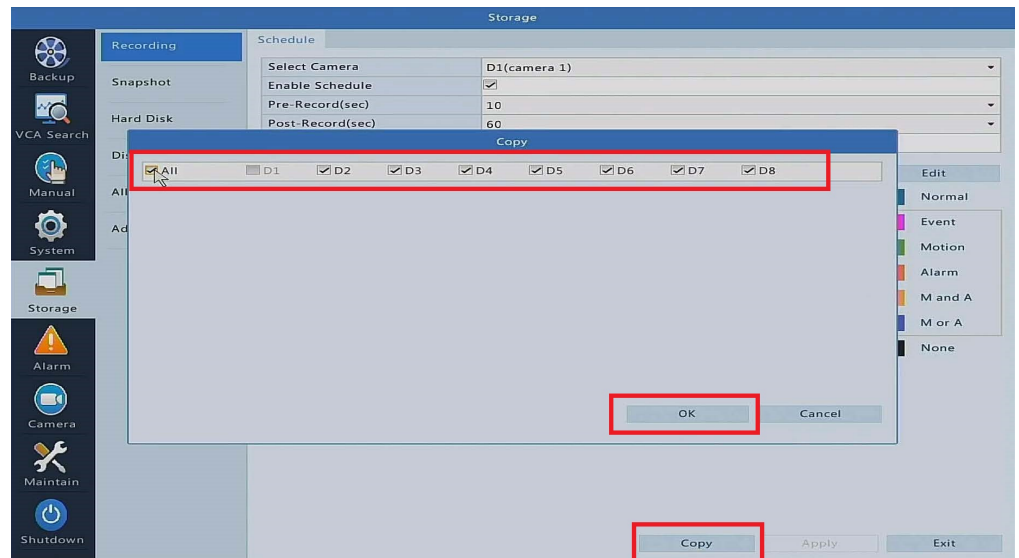 Storage
Backup
VCA Search
Manual
System
Storage
Alarm
Camera
Maintain
Shutdown
Recording
Snapshot
Hard Disk
Schedule
Select Camera D1(camera 1)
Enable Schedule
Pre-Record(sec) 10
Post-Record(sec) 60
Copy
All D1 D2 D3 D4 D5 D6 D7 D8
OK Cancel
Edit
Normal
Event
Motion
Alarm
M and A
M or A
None
Copy Apply Exit